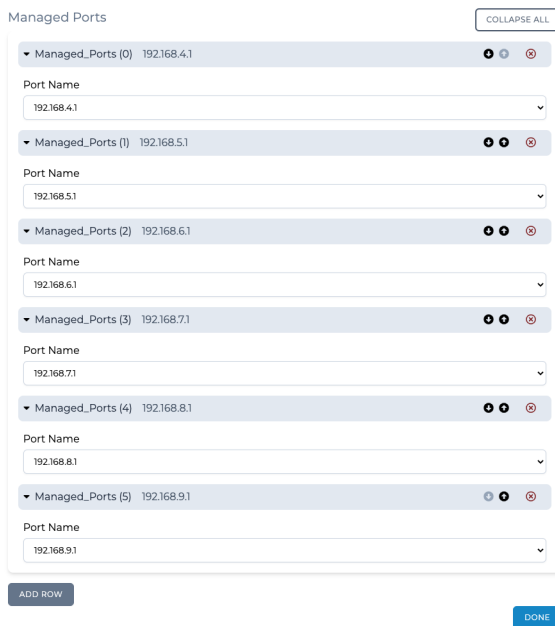 Managed Ports
COLLAPSE ALL
Managed_Ports (0) 192.168.4.1
Port Name
192.168.4.1
Managed_Ports (1) 192.168.5.1
Port Name
192.168.5.1
Managed_Ports (2) 192.168.6.1
Port Name
192.168.6.1
Managed_Ports (3) 192.168.7.1
Port Name
192.168.7.1
Managed_Ports (4) 192.168.8.1
Port Name
192.168.8.1
Managed_Ports (5) 192.168.9.1
Port Name
192.168.9.1
ADD ROW
DONE